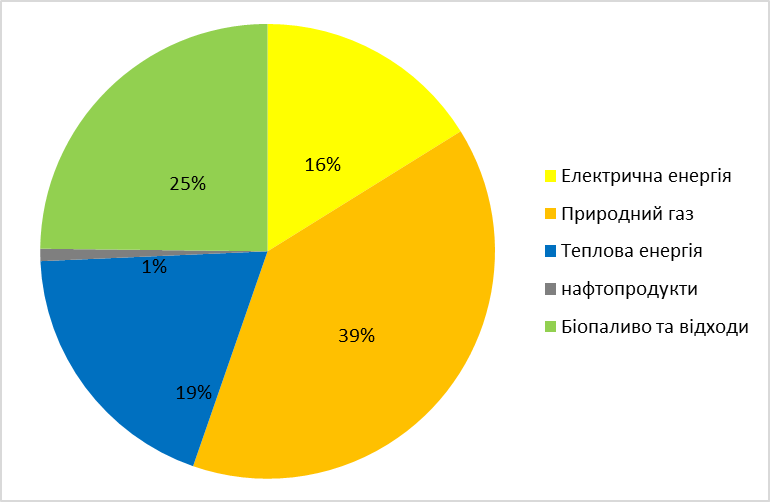 16%
25%
1%
39%
19%
Електрична енергія
Природний газ
Теплова енергія
нафтопродукти
Біопаливо та відходи